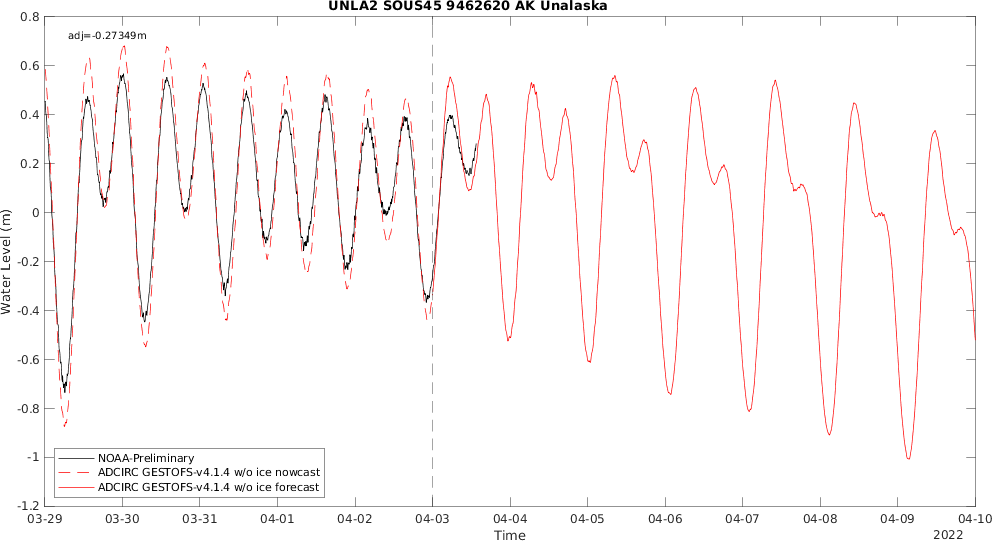 UNLA2 SOUS45 9462620 AK Unalaska
adj=-0.27349m
Water Level (m)
0.8
0.6
0.4
0.2
0
-0.2
-0.4
-0.6
-0.8
-1
-1.2
NOAA-Preliminary
ADCIRC GESTOFS-v4.1.4 w/o ice nowcast
ADCIRC GESTOFS-v4.1.4 w/o ice forecast
03-29 03-30 03-31 04-01 04-02 04-03 04-04 04-05 04-06 04-07 04-08 04-09 04-10
Time
2022